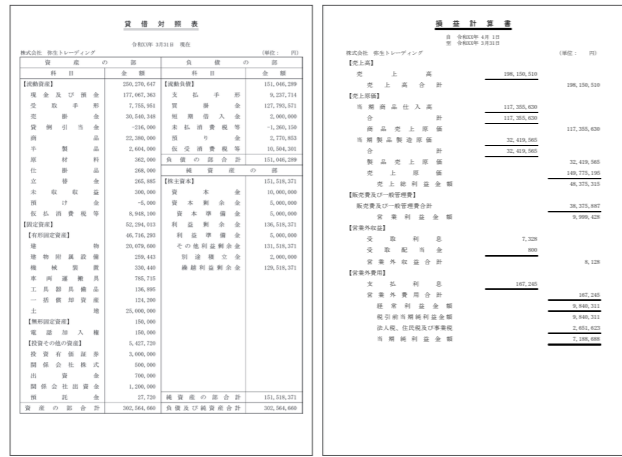 貸借対照表
令和XX年 3月31日 現在
株式会社 弥生トレーディング (単位: 円)
資産の部 負債の部
科目 金額 科目 金額
【流動資産】 250,270,047 【流動負債】 151,046,289
現金及び預金 177,067,363 支払手形 9,237,714
受取手形 7,755,951 買掛金 127,793,571
売掛金 30,540,348 短期借入金 2,000,000
貸倒引当金 -216,000 未払消費税等 -1,260,150
商品 22,380,000 預り金 2,770,853
半製品 2,604,000 仮受消費税等 10,504,301
原材料 362,000 負債の部合計 151,046,289
仕掛品 268,000 純資産の部
立替金 265,085 【株主資本】 151,518,371
未収収益 300,000 資本金 10,000,000
預け金 -5,000 資本剰余金 5,000,000
仮払消費税等 8,948,100 資本準備金 5,000,000
【固定資産】 52,294,013 利益剰余金 136,518,371
【有形固定資産】 46,716,293 利益準備金 5,000,000
建物 20,079,000 その他利益剰余金 131,518,371
建物附属設備 259,443 別途積立金 2,000,000
機械装置 330,440 繰越利益剰余金 129,518,371
車両運搬具 705,715
工具器具備品 136,995
一括償却資産 124,200
土地 25,000,000
【無形固定資産】 150,000
電話加入権 150,000
【投資その他の資産】 5,427,720
投資有価証券 3,000,000
関係会社株式 500,000
出資金 700,000
関係会社出資金 1,200,000
預託金 27,720 純資産の部合計 151,518,371
資産の部合計 302,564,660 負債及び純資産合計 302,564,660
損益計算書
自 令和XX年 4月 1日
至 令和XX年 3月31日
株式会社 弥生トレーディング (単位: 円)
【売上高】
売上高 198,150,510
売上高合計 198,150,510
【売上原価】
当期商品仕入高 117,355,630
合計 117,355,630
商品売上原価 117,355,630
当期製品製造原価 32,419,565
合計 32,419,565
製品売上原価 32,419,565
売上原価 149,775,195
売上総利益金額 48,375,315
【販売費及び一般管理費】
販売費及び一般管理費合計 38,375,887
営業利益金額 9,999,428
【営業外収益】
受取利息 7,328
受取配当金 800
営業外収益合計 8,128
【営業外費用】
支払利息 167,245
営業外費用合計 167,245
経常利益金額 9,840,311
税引前当期純利益金額 9,840,311
法人税、住民税及び事業税 2,651,623
当期純利益金額 7,188,688